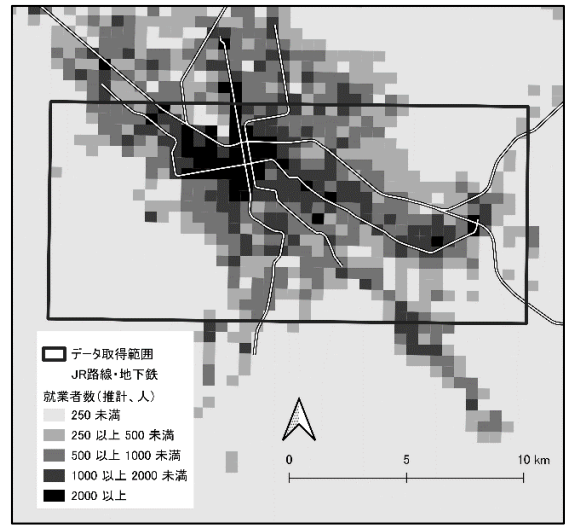 データ取得範囲
JR路線・地下鉄
就業者数(推計、人)
250 未満
250 以上 500 未満
500 以上 1000 未満
1000 以上 2000 未満
2000 以上
0 5 10 km